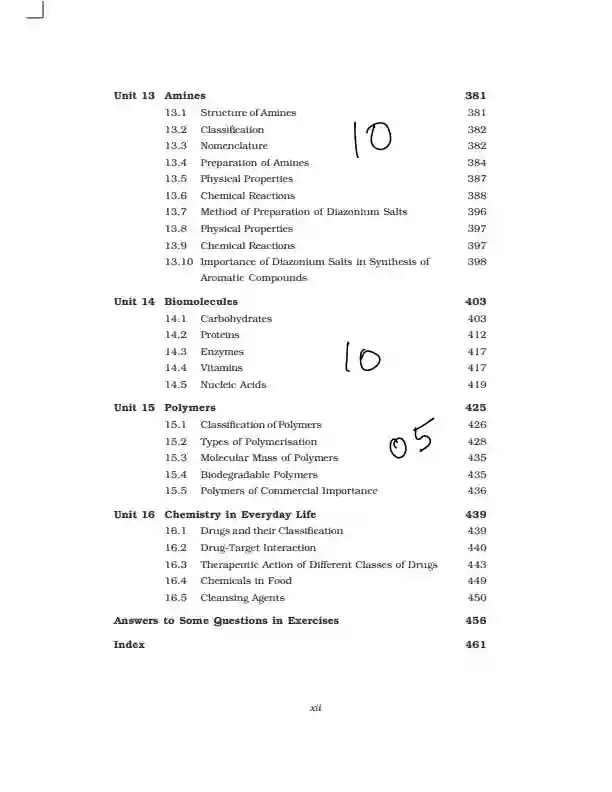 Unit 13 Amines 381
13.1 Structure of Amines 381
13.2 Classification 382
10
13.3 Nomenclature 382
13.4 Preparation of Amines 384
13.5 Physical Properties 387
13.6 Chemical Reactions 388
13.7 Method of Preparation of Diazonium Salts 396
13.8 Physical Properties 397
13.9 Chemical Reactions 397
13.10 Importance of Diazonium Salts in Synthesis of 398
Aromatic Compounds
Unit 14 Biomolecules 403
14.1 Carbohydrates 403
14.2 Proteins 412
14.3 Enzymes 417
10
14.4 Vitamins 417
14.5 Nucleic Acids 419
Unit 15 Polymers 425
15.1 Classification of Polymers 426
15.2 Types of Polymerisation 428
05
15.3 Molecular Mass of Polymers 435
15.4 Biodegradable Polymers 435
15.5 Polymers of Commercial Importance 436
Unit 16 Chemistry in Everyday Life 439
16.1 Drugs and their Classification 439
16.2 Drug-Target Interaction 440
16.3 Therapeutic Action of Different Classes of Drugs 443
16.4 Chemicals in Food 449
16.5 Cleansing Agents 450
Answers to Some Questions in Exercises 456
Index 461
xii